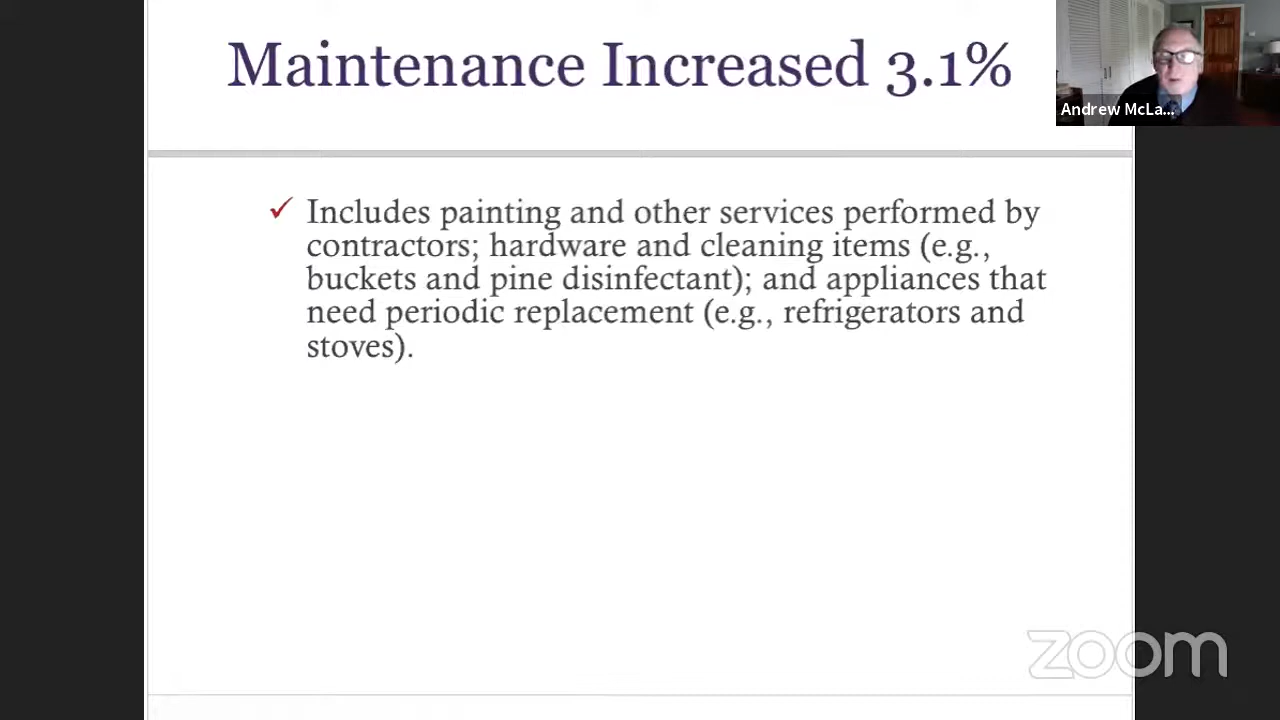 Maintenance Increased 3.1%
Andrew McLa...
✓ Includes painting and other services performed by
contractors; hardware and cleaning items (e.g.,
buckets and pine disinfectant); and appliances that
need periodic replacement (e.g., refrigerators and
stoves).
zoom